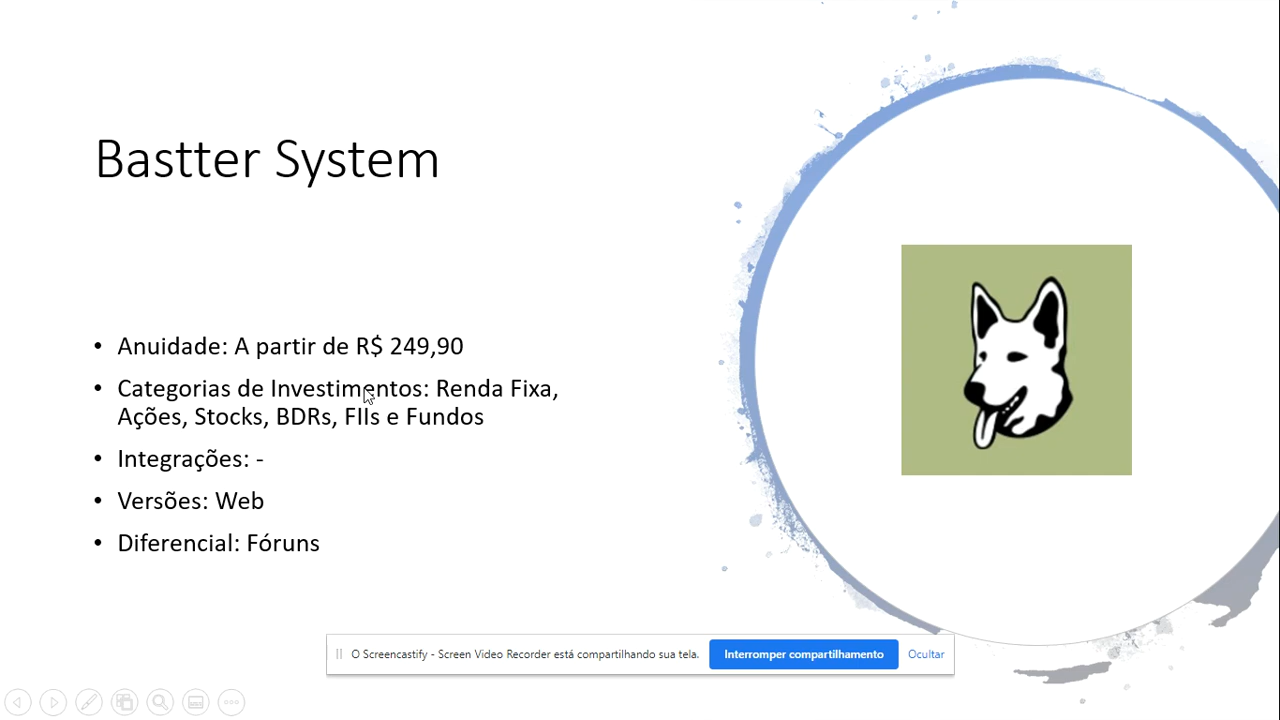 Bastter System
• Anuidade: A partir de R$ 249,90
• Categorias de Investimentos: Renda Fixa,
Ações, Stocks, BDRs, FIIs e Fundos
• Integrações: -
• Versões: Web
• Diferencial: Fóruns
O Screencastify - Screen Video Recorder está compartilhando sua tela. Interromper compartilhamento Ocultar